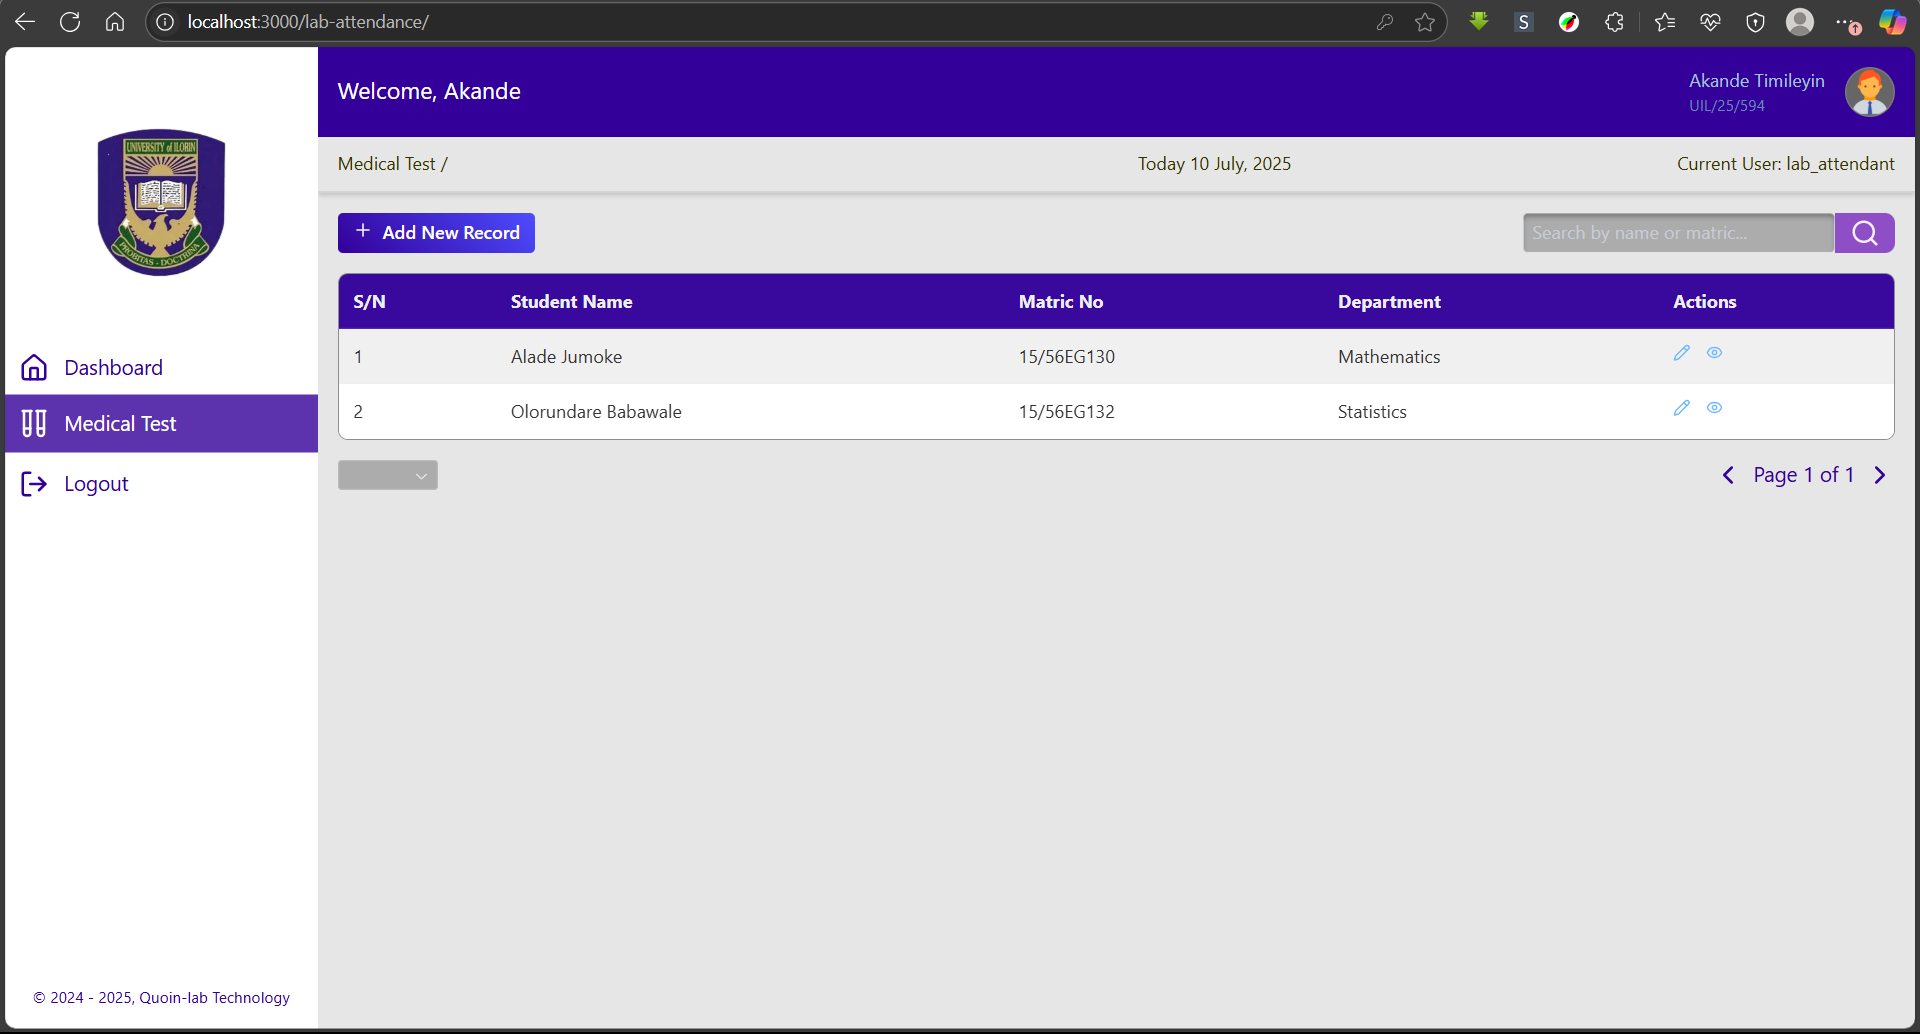 localhost:3000/lab-attendance/
S
UNIVERSITY of ILORIN
PROBITAS - DOCTRINA
Dashboard
Medical Test
Logout
© 2024 - 2025, Quoin-lab Technology
Welcome, Akande
Akande Timileyin
UIL/25/594
Medical Test /
Today 10 July, 2025
Current User: lab_attendant
+ Add New Record
Search by name or matric...
S/N Student Name Matric No Department Actions
1 Alade Jumoke 15/56EG130 Mathematics
2 Olorundare Babawale 15/56EG132 Statistics
Page 1 of 1